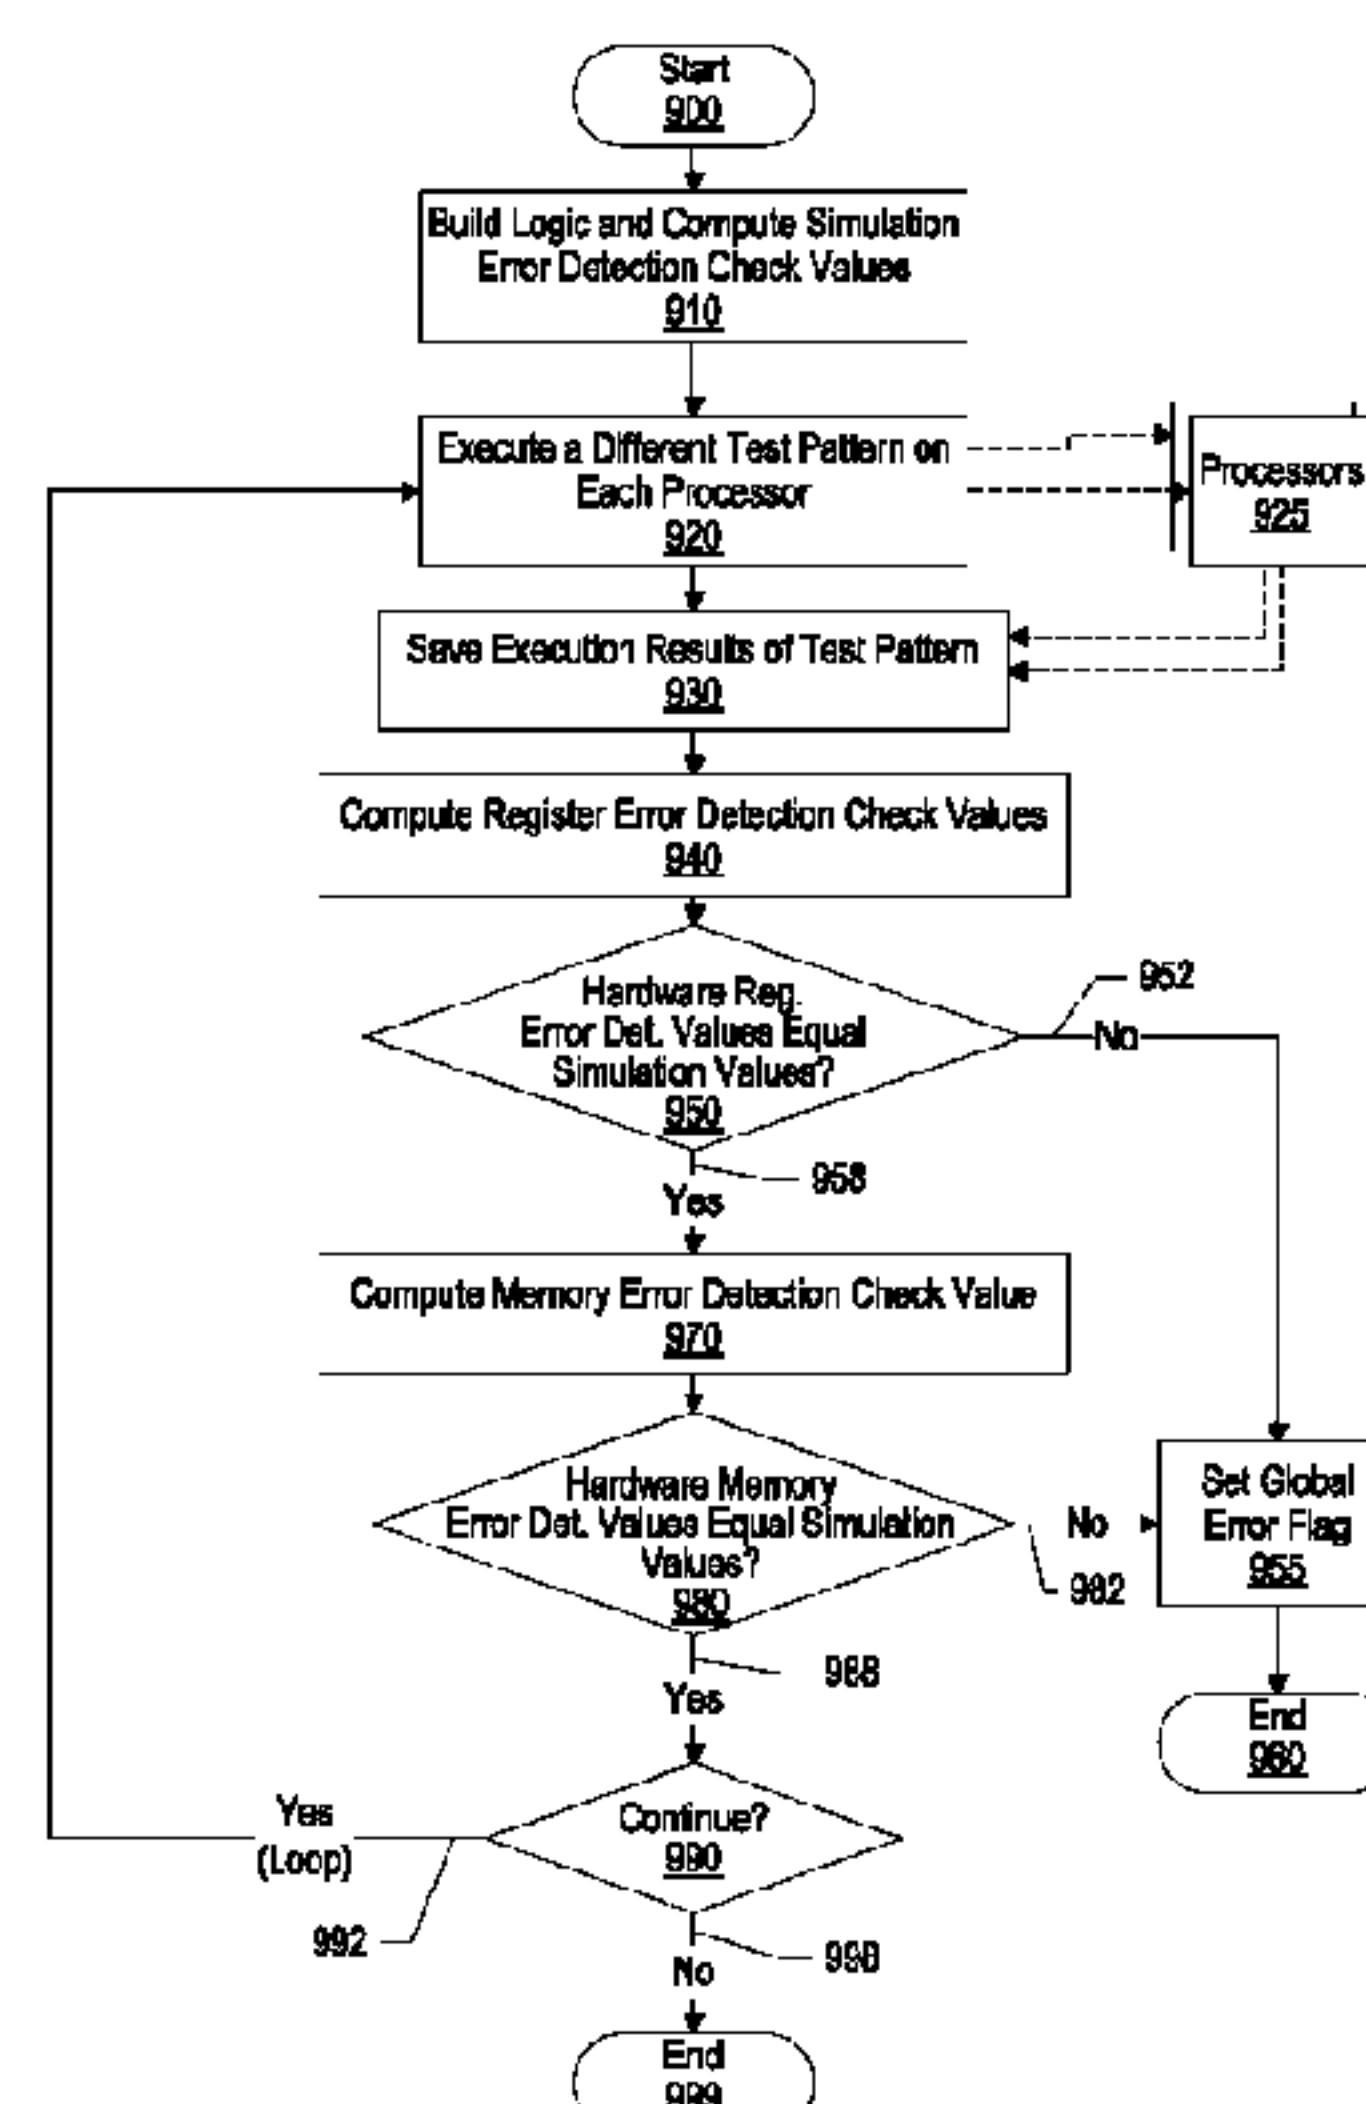 Start
900
Build Logic and Compute Simulation
Error Detection Check Values
910
Execute a Different Test Pattern on
Each Processor
920
Processors
925
Save Execution Results of Test Pattern
930
Compute Register Error Detection Check Values
940
Hardware Reg.
Error Det. Values Equal
Simulation Values?
950
952
No
958
Yes
Compute Memory Error Detection Check Value
970
Hardware Memory
Error Det. Values Equal Simulation
Values?
980
No
982
Set Global
Error Flag
955
988
Yes
End
960
Continue?
990
Yes
(Loop)
992
998
No
End
999